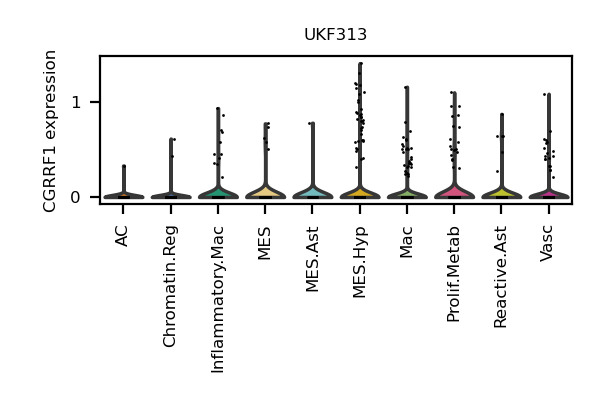 UKF313
CGRRF1 expression
1
0
AC
Chromatin.Reg
Inflammatory.Mac
MES
MES.Ast
MES.Hyp
Mac
Prolif.Metab
Reactive.Ast
Vasc